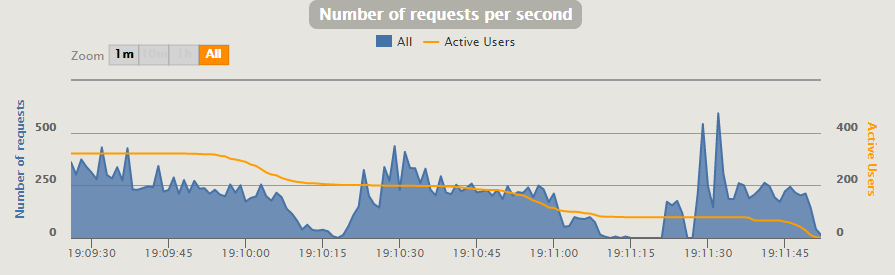 Number of requests per second
All Active Users
Zoom 1m 10m 1h All
Number of requests
Active Users
500 400
250 200
0 0
19:09:30 19:09:45 19:10:00 19:10:15 19:10:30 19:10:45 19:11:00 19:11:15 19:11:30 19:11:45